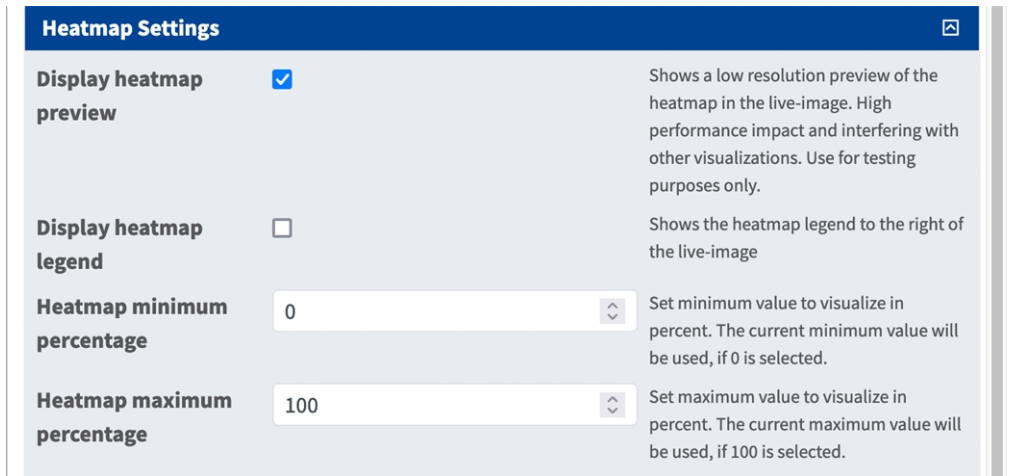 Heatmap Settings
Display heatmap
preview
Shows a low resolution preview of the
heatmap in the live-image. High
performance impact and interfering with
other visualizations. Use for testing
purposes only.
Display heatmap
legend
Shows the heatmap legend to the right of
the live-image
Heatmap minimum
percentage
0
Set minimum value to visualize in
percent. The current minimum value will
be used, if 0 is selected.
Heatmap maximum
percentage
100
Set maximum value to visualize in
percent. The current maximum value will
be used, if 100 is selected.